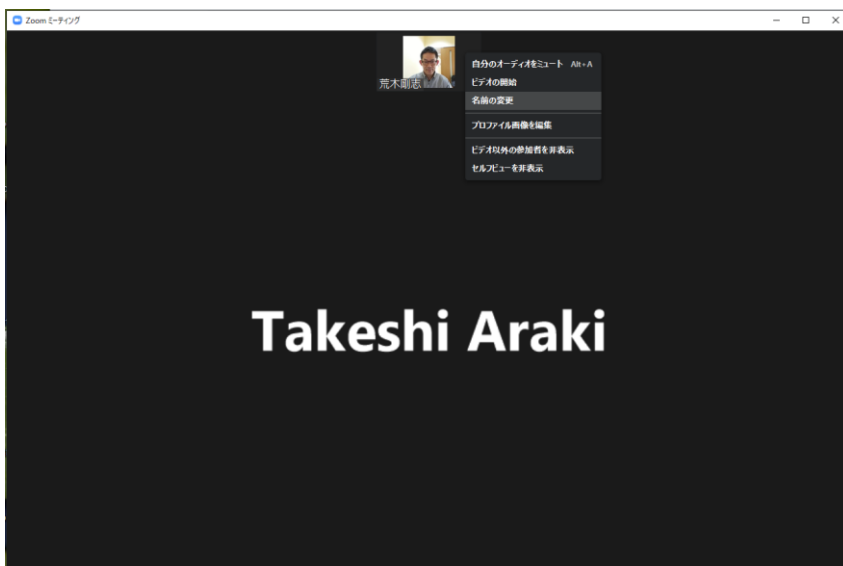 Zoom ミーティング
荒木剛志
自分のオーディオをミュート Alt+A
ビデオの開始
名前の変更
プロファイル画像を編集
ビデオ以外の参加者を非表示
セルフビューを非表示
Takeshi Araki